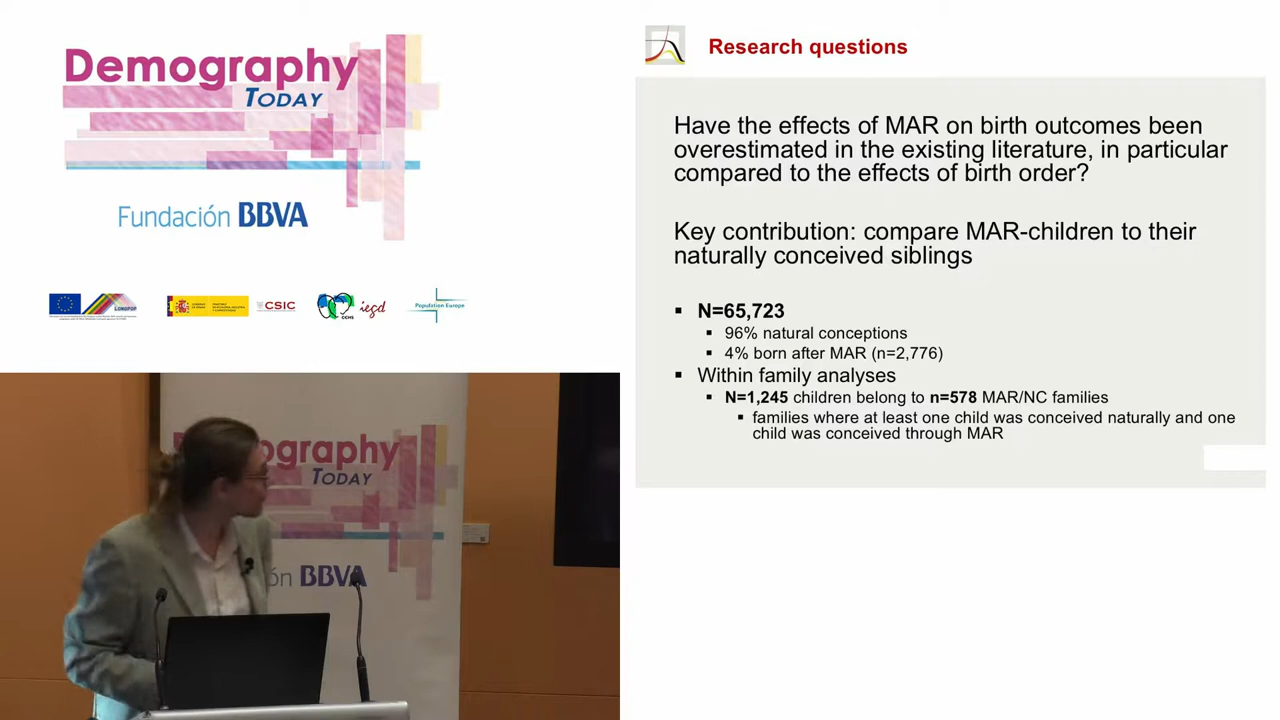 Demography
TODAY
Fundación BBVA
LONGPOP
CSIC
CCHS
iegd
Population Europe
Research questions
Have the effects of MAR on birth outcomes been
overestimated in the existing literature, in particular
compared to the effects of birth order?
Key contribution: compare MAR-children to their
naturally conceived siblings
N=65,723
96% natural conceptions
4% born after MAR (n=2,776)
Within family analyses
N=1,245 children belong to n=578 MAR/NC families
families where at least one child was conceived naturally and one
child was conceived through MAR
ography
TODAY
ón BBVA